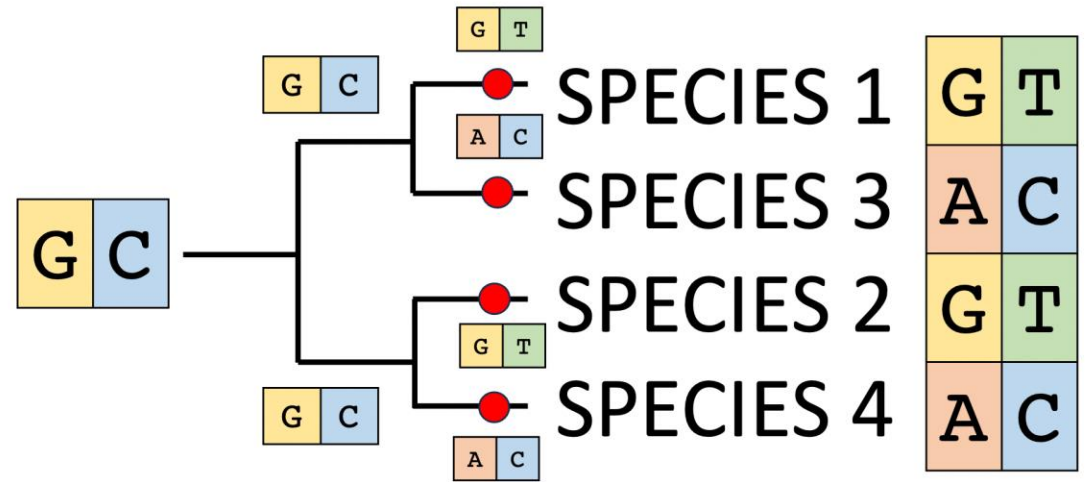 G T
G C
SPECIES 1 G T
A C
SPECIES 3 A C
G C
SPECIES 2 G T
G T
SPECIES 4 A C
G C
A C